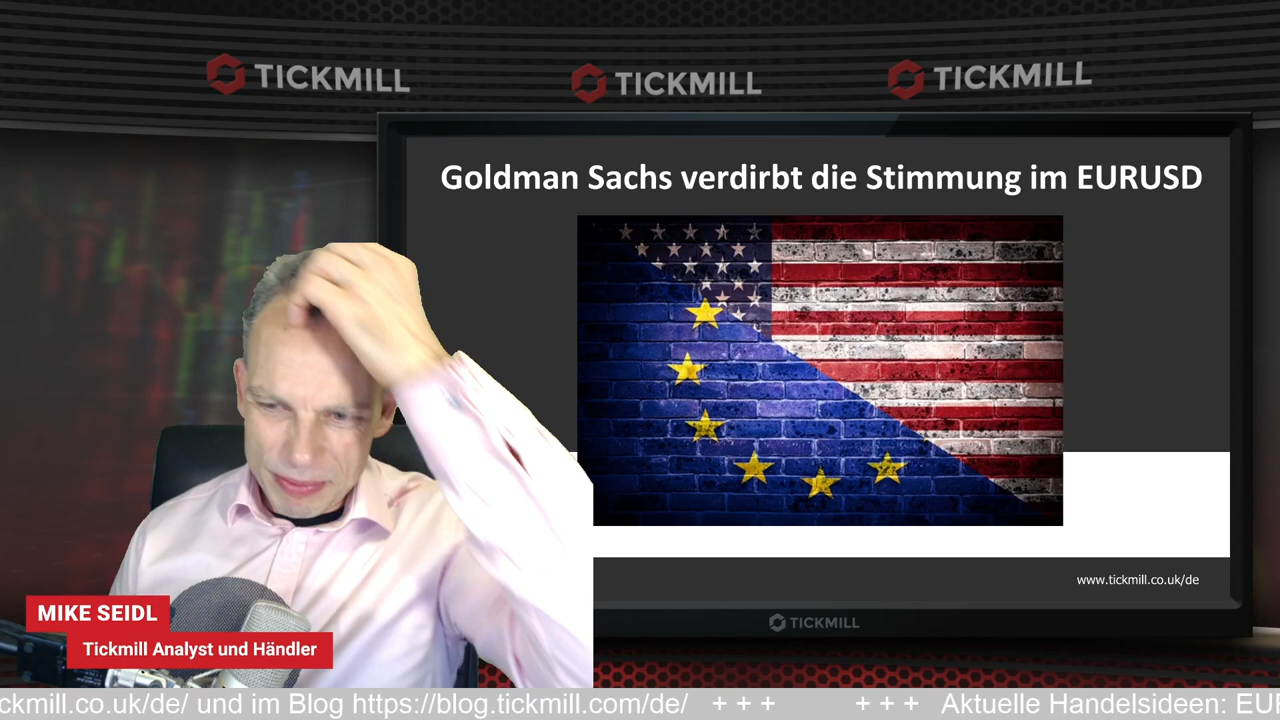 TICKMILL
TICKMILL
TICKMILL
Goldman Sachs verdirbt die Stimmung im EURUSD
www.tickmill.co.uk/de
TICKMILL
MIKE SEIDL
Tickmill Analyst und Händler
ckmill.co.uk/de/ und im Blog https://blog.tickmill.com/de/ +++ +++ Aktuelle Handelsideen: EU